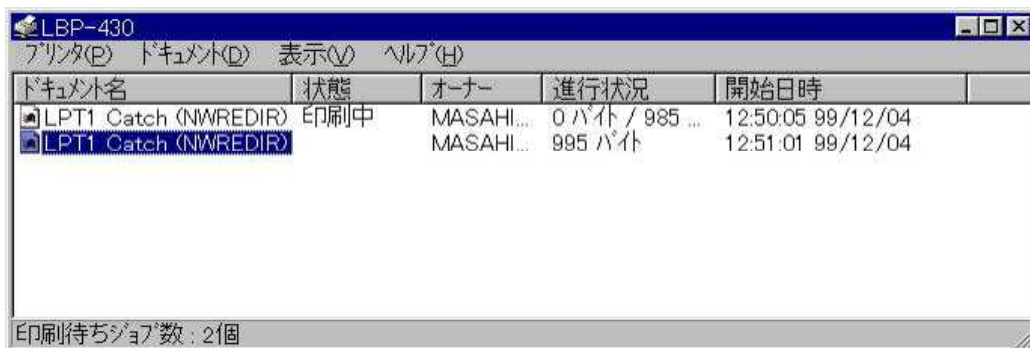 LBP-430
プリンタ(P) ドキュメント(D) 表示(V) ヘルプ(H)
ドキュメント名 状態 オーナー 進行状況 開始日時
LPT1 Catch (NWREDIR) 印刷中 MASAHI... 0 バイト / 985 ... 12:50:05 99/12/04
LPT1 Catch (NWREDIR) MASAHI... 995 バイト 12:51:01 99/12/04
印刷待ちジョブ数 : 2個